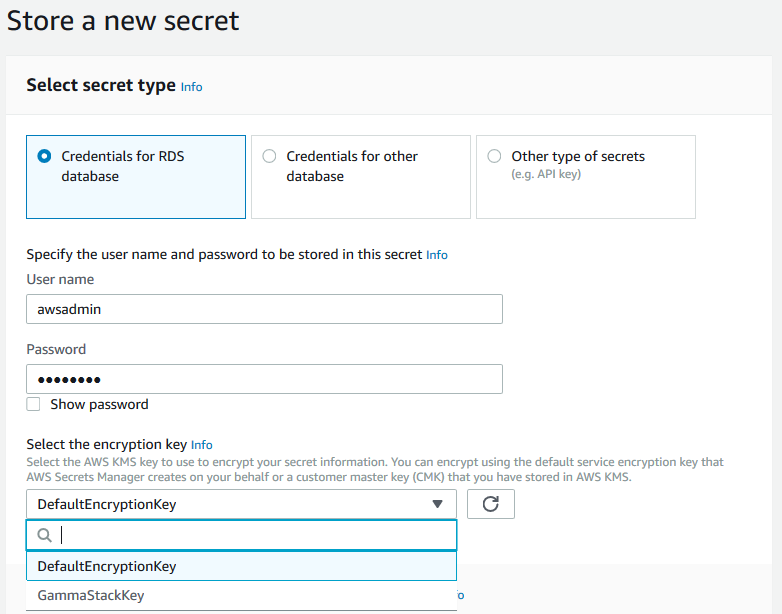 Store a new secret
Select secret type Info
Credentials for RDS database
Credentials for other database
Other type of secrets
(e.g. API key)
Specify the user name and password to be stored in this secret Info
User name
awsadmin
Password
••••••••
Show password
Select the encryption key Info
Select the AWS KMS key to use to encrypt your secret information. You can encrypt using the default service encryption key that
AWS Secrets Manager creates on your behalf or a customer master key (CMK) that you have stored in AWS KMS.
DefaultEncryptionKey
DefaultEncryptionKey
GammaStackKey